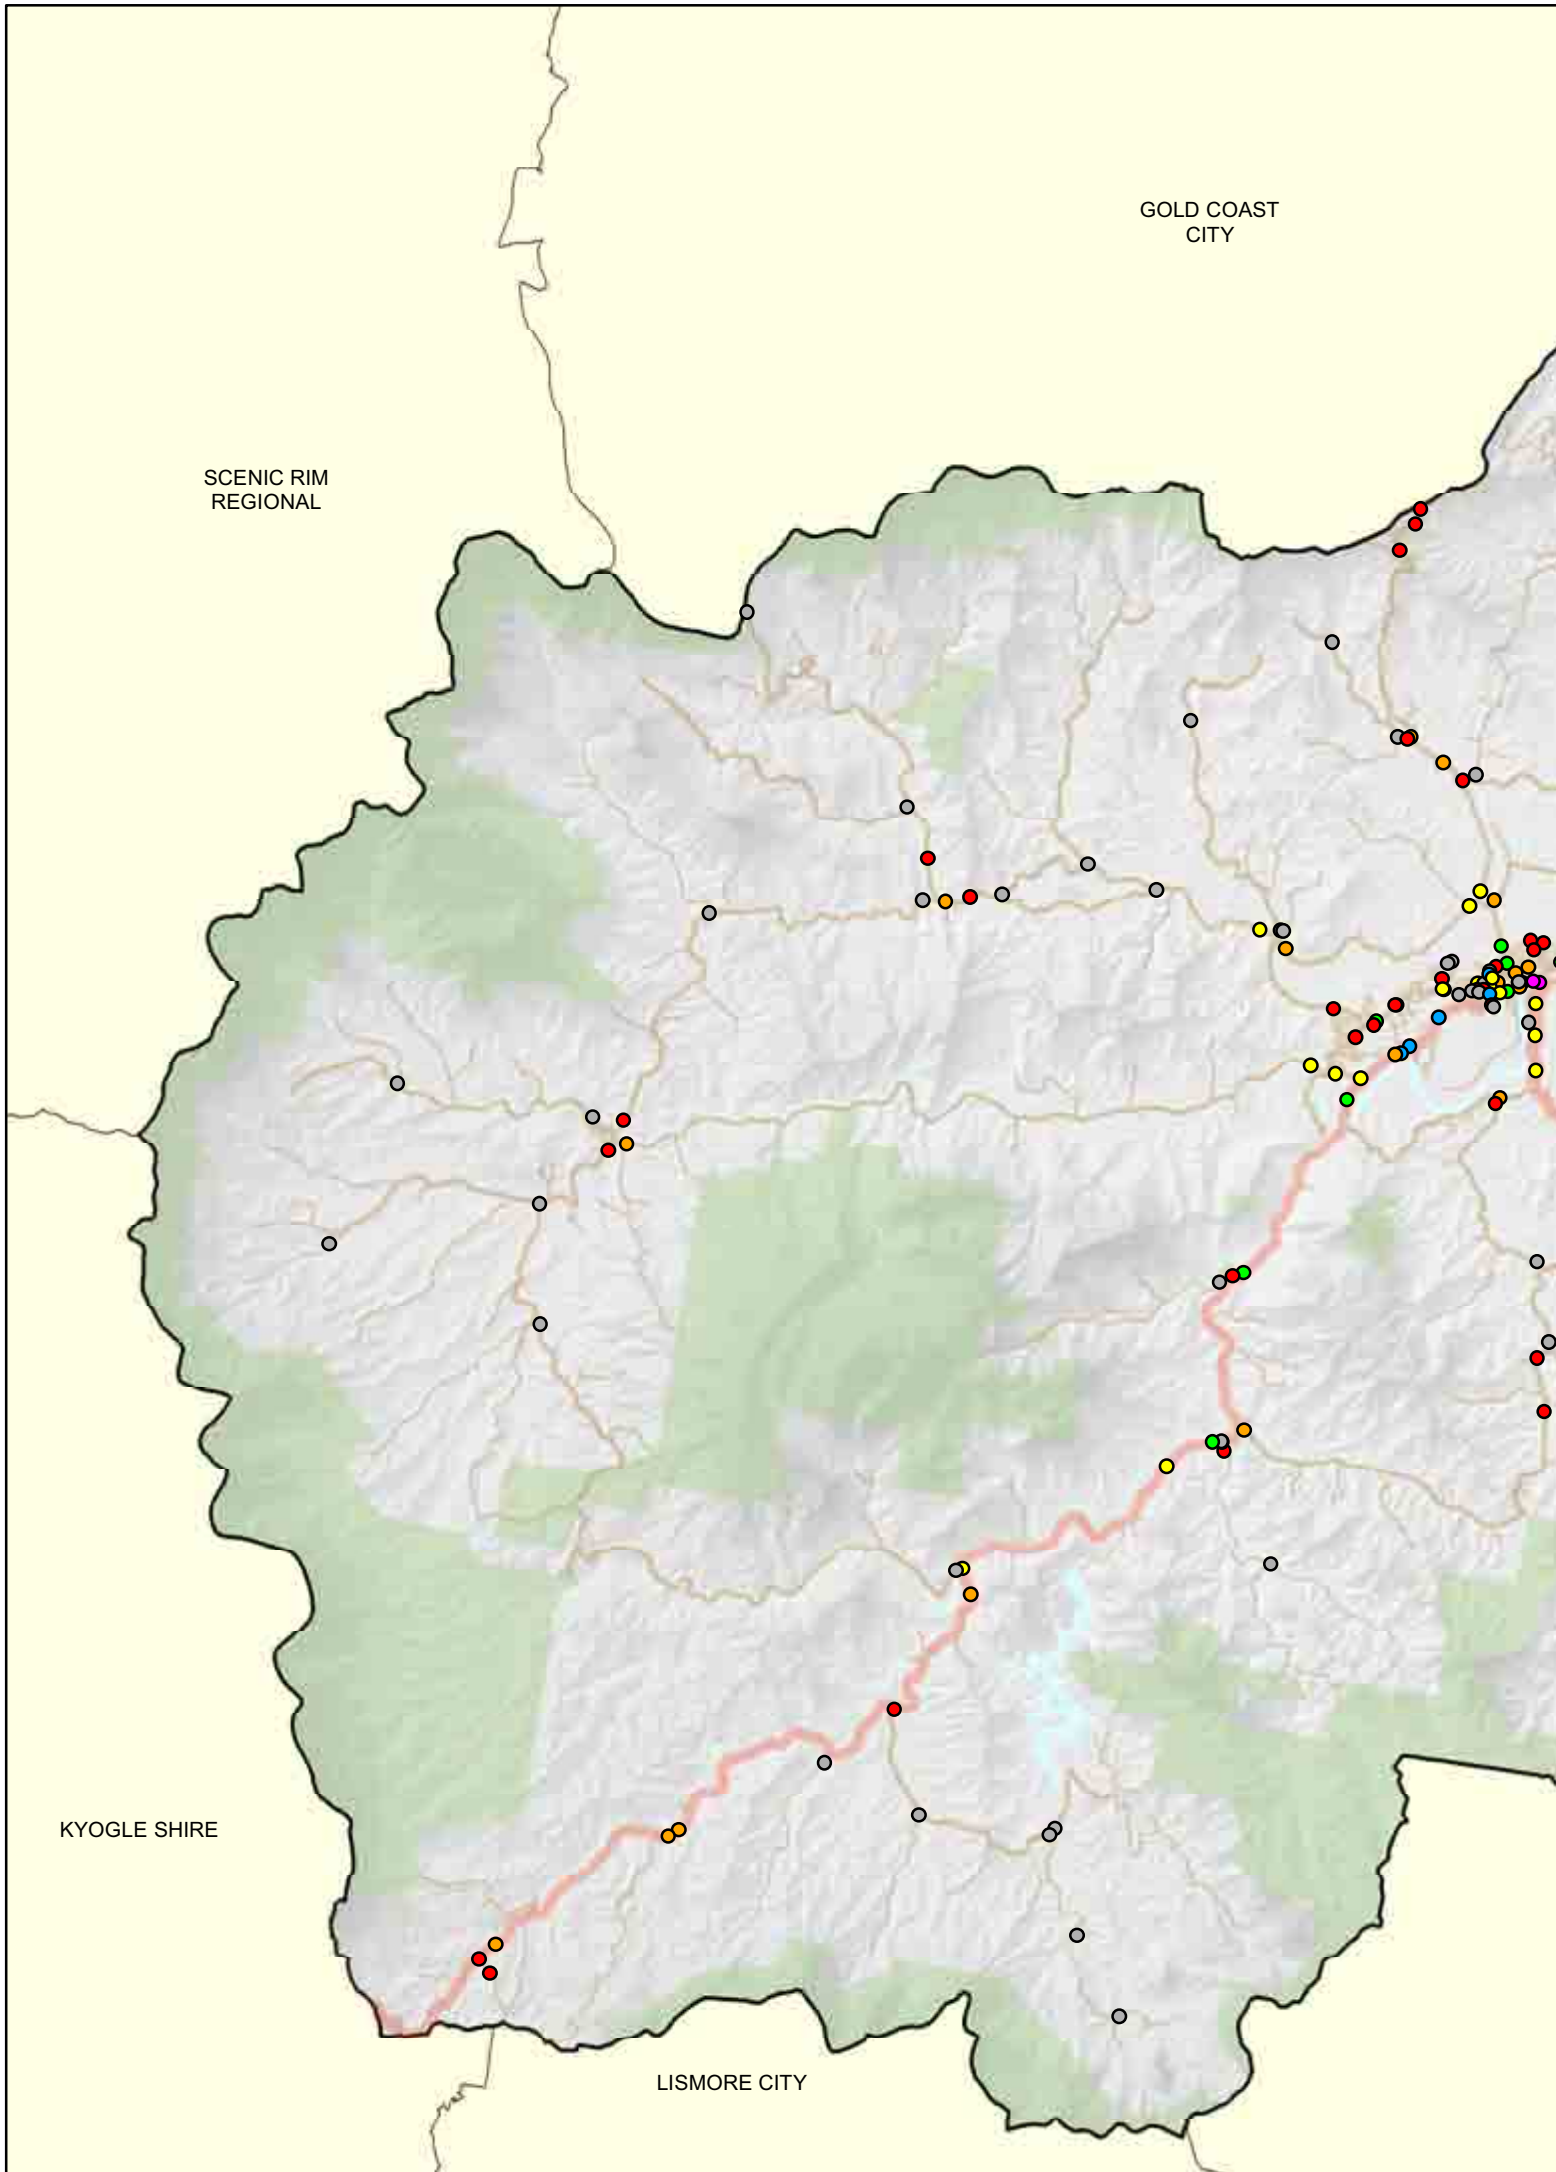 GOLD COAST
CITY
SCENIC RIM
REGIONAL
KYOGLE SHIRE
LISMORE CITY